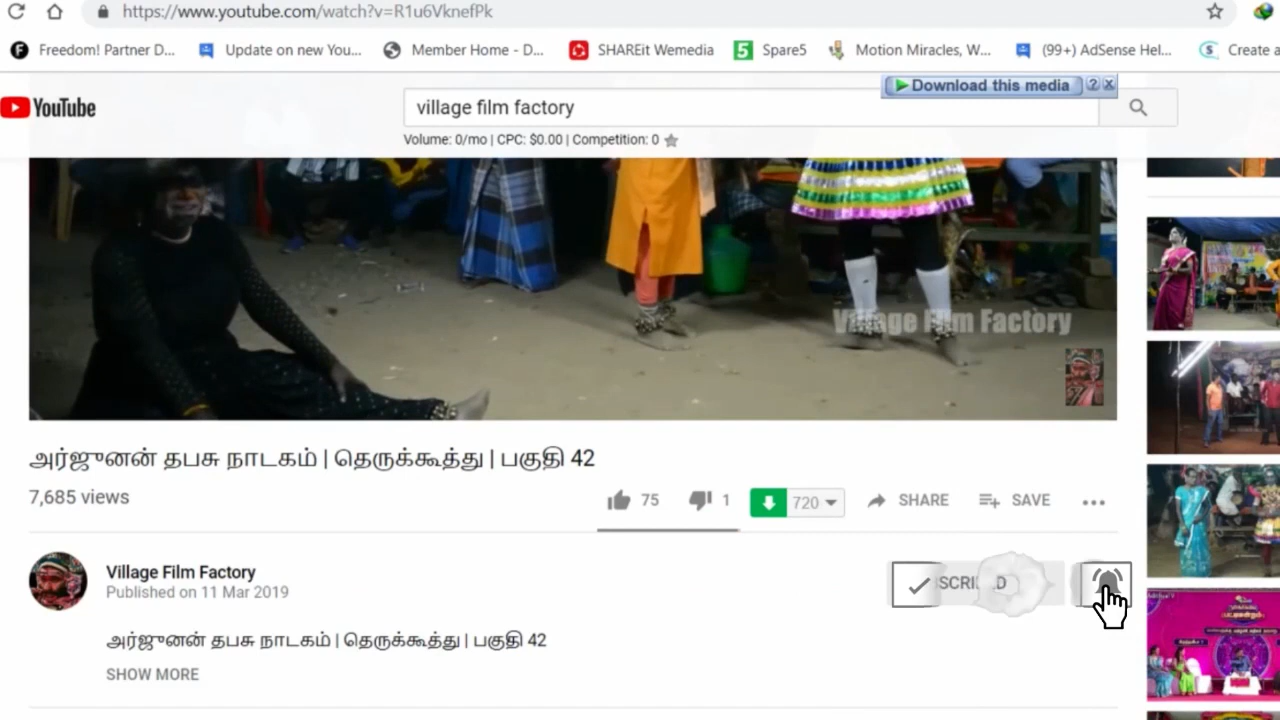 https://www.youtube.com/watch?v=R1u6VknefPk
Freedom! Partner D... Update on new You... Member Home - D... SHAREit Wemedia 5 Spare5 Motion Miracles, W... (99+) AdSense Hel... S Create a
Download this media ? X
YouTube village film factory
Volume: 0/mo | CPC: $0.00 | Competition: 0
Village Film Factory
அர்ஜுனன் தபசு நாடகம் | தெருக்கூத்து | பகுதி 42
7,685 views 75 1 720 SHARE SAVE
Village Film Factory
Published on 11 Mar 2019
அர்ஜுனன் தபசு நாடகம் | தெருக்கூத்து | பகுதி 42
SHOW MORE